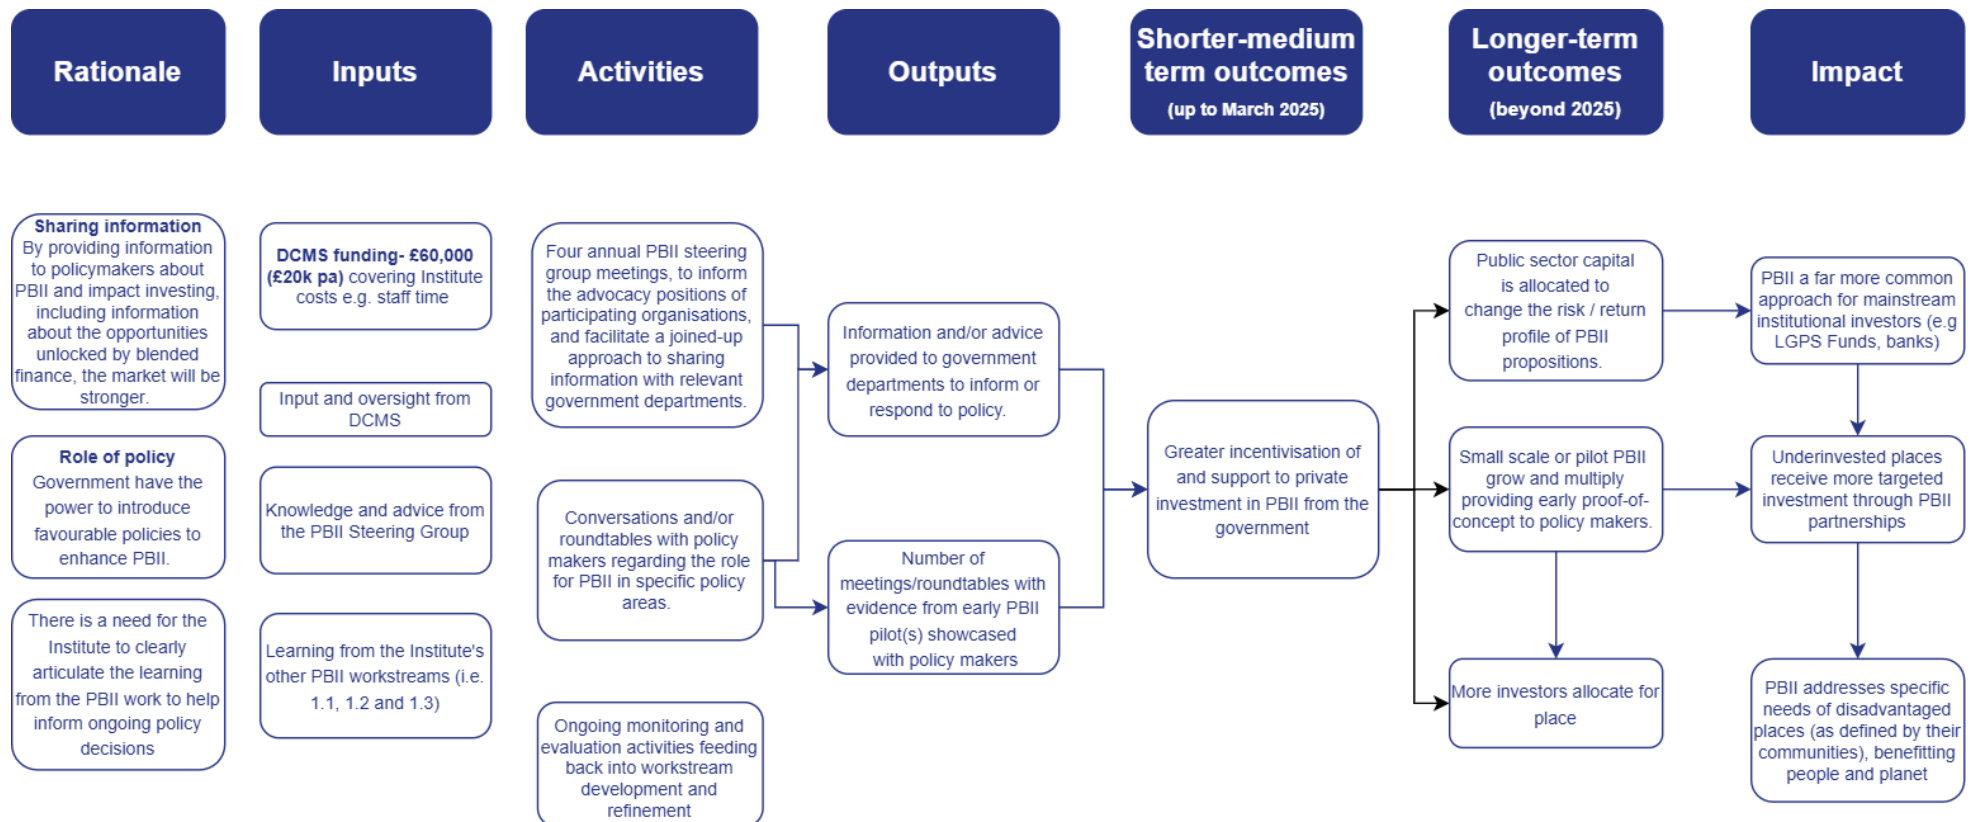 Rationale
Inputs
Activities
Outputs
Shorter-medium
term outcomes
(up to March 2025)
Longer-term
outcomes
(beyond 2025)
Impact
Sharing information
By providing information
to policymakers about
PBII and impact investing,
including information
about the opportunities
unlocked by blended
finance, the market will be
stronger.
Role of policy
Government have the
power to introduce
favourable policies to
enhance PBII.
There is a need for the
Institute to clearly
articulate the learning
from the PBII work to help
inform ongoing policy
decisions
DCMS funding- £60,000
(£20k pa) covering Institute
costs e.g. staff time
Input and oversight from
DCMS
Knowledge and advice from
the PBII Steering Group
Learning from the Institute's
other PBII workstreams (i.e.
1.1, 1.2 and 1.3)
Four annual PBII steering
group meetings, to inform
the advocacy positions of
participating organisations,
and facilitate a joined-up
approach to sharing
information with relevant
government departments.
Conversations and/or
roundtables with policy
makers regarding the role
for PBII in specific policy
areas.
Ongoing monitoring and
evaluation activities feeding
back into workstream
development and
refinement
Information and/or advice
provided to government
departments to inform or
respond to policy.
Number of
meetings/roundtables with
evidence from early PBII
pilot(s) showcased
with policy makers
Greater incentivisation of
and support to private
investment in PBII from the
government
Public sector capital
is allocated to
change the risk / return
profile of PBII
propositions.
Small scale or pilot PBII
grow and multiply
providing early proof-of-
concept to policy makers.
More investors allocate for
place
PBII a far more common
approach for mainstream
institutional investors (e.g
LGPS Funds, banks)
Underinvested places
receive more targeted
investment through PBII
partnerships
PBII addresses specific
needs of disadvantaged
places (as defined by their
communities), benefitting
people and planet